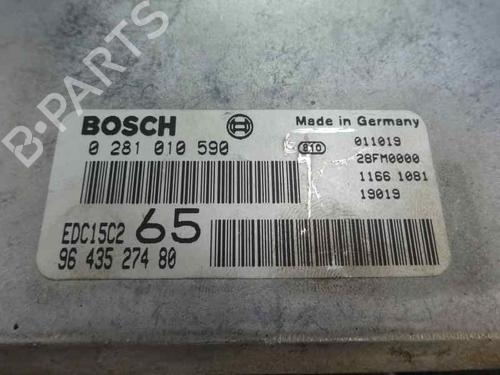 B-PARTS
BOSCH
Made in Germany
0 281 010 590
810
011019
28FM0000
1166 1081
19019
EDC15C2 65
96 435 274 80